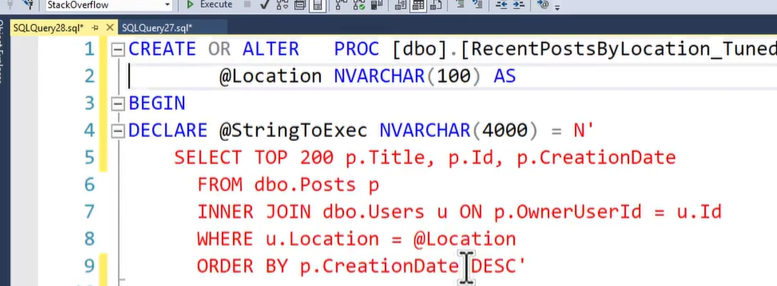 StackOverflow
Execute
SQLQuery28.sql*
SQLQuery27.sql*
1 CREATE OR ALTER   PROC [dbo].[RecentPostsByLocation_Tuned
2 @Location NVARCHAR(100) AS
3 BEGIN
4 DECLARE @StringToExec NVARCHAR(4000) = N'
5 SELECT TOP 200 p.Title, p.Id, p.CreationDate
6 FROM dbo.Posts p
7 INNER JOIN dbo.Users u ON p.OwnerUserId = u.Id
8 WHERE u.Location = @Location
9 ORDER BY p.CreationDate DESC'